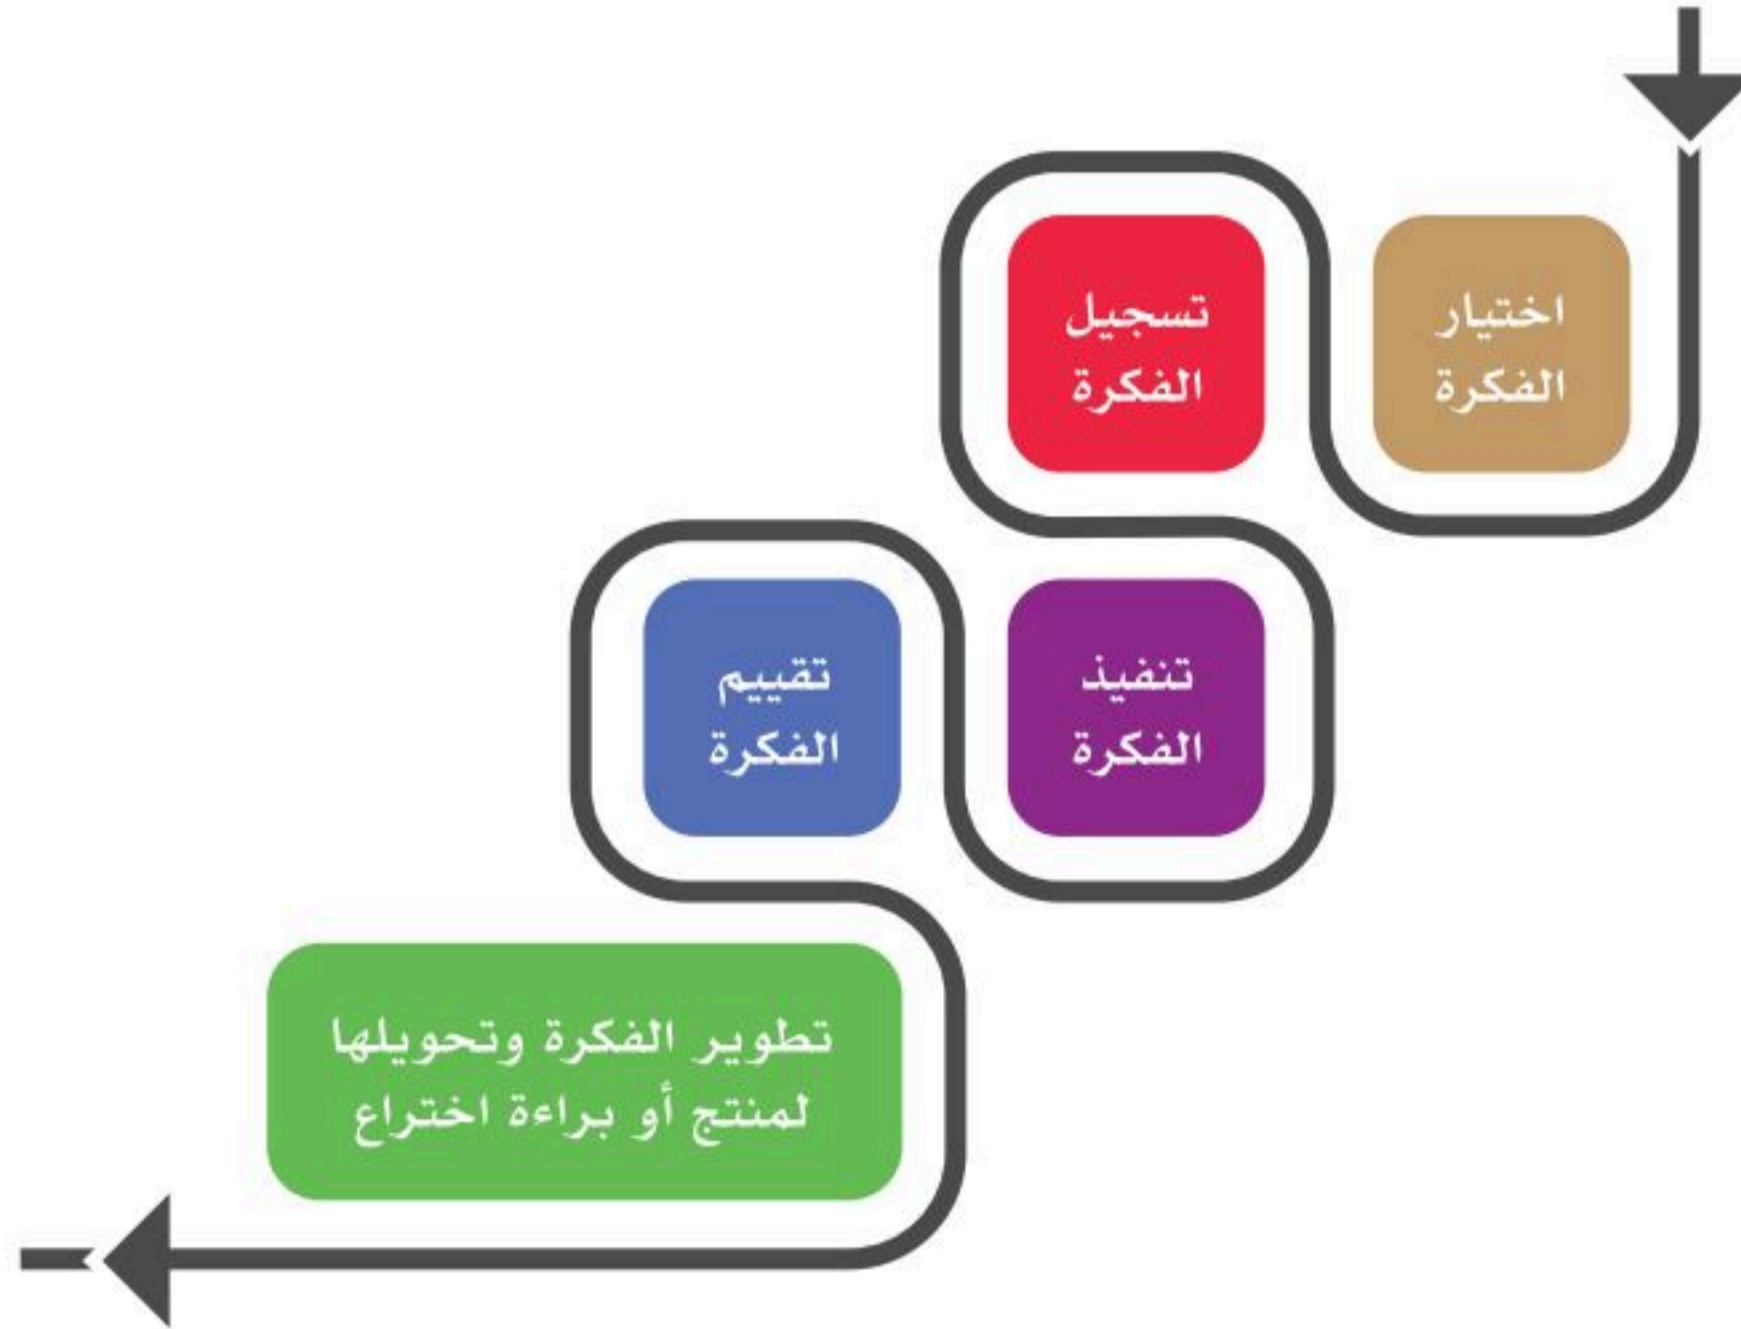 اختيار
الفكرة
تسجيل
الفكرة
تنفيذ
الفكرة
تقييم
الفكرة
تطوير الفكرة وتحويلها
لمنتج أو براءة اختراع